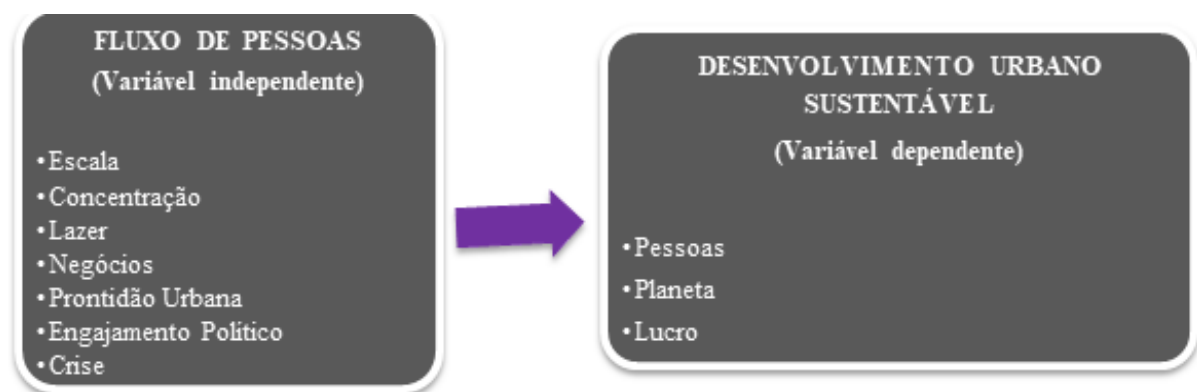 FLUXO DE PESSOAS
(Variável independente)
•Escala
•Concentração
•Lazer
•Negócios
•Prontidão Urbana
•Engajamento Político
•Crise
DESENVOLVIMENTO URBANO
SUSTENTÁVEL
(Variável dependente)
•Pessoas
•Planeta
•Lucro